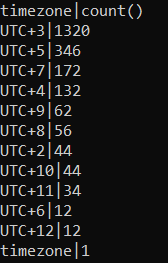 timezone|count()
UTC+3|1320
UTC+5|346
UTC+7|172
UTC+4|132
UTC+9|62
UTC+8|56
UTC+2|44
UTC+10|44
UTC+11|34
UTC+6|12
UTC+12|12
timezone|1